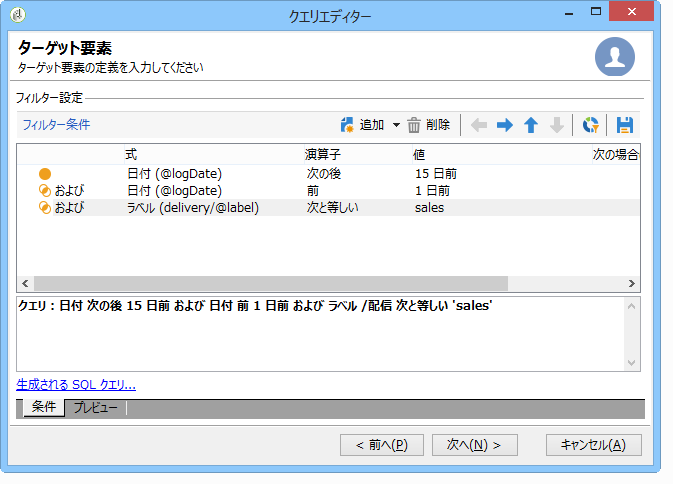 クエリエディター
ターゲット要素
ターゲット要素の定義を入力してください
フィルター設定
フィルター条件 追加 削除
式 演算子 値 次の場合
日付 (@logDate) 次の後 15 日前
および 日付 (@logDate) 前 1 日前
および ラベル (delivery/@label) 次と等しい sales
クエリ : 日付 次の後 15 日前 および 日付 前 1 日前 および ラベル /配信 次と等しい 'sales'
生成される SQL クエリ...
条件 プレビュー
< 前へ(P) 次へ(N) > キャンセル(A)